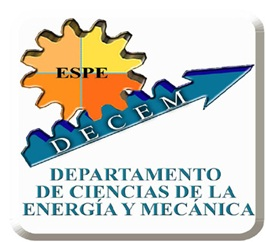 ESPE
DECEM
DEPARTAMENTO
DE CIENCIAS DE LA
ENERGÍA Y MECÁNICA